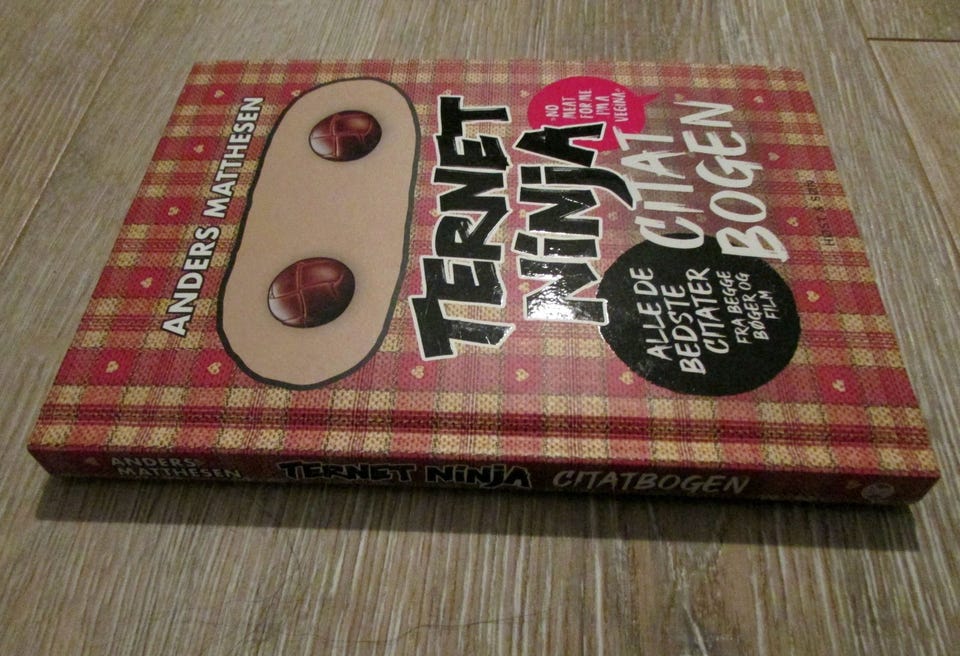 ANDERS MATTHESEN
TERNET
NINJA
»NO
MEAT
FOR ME
I'M A
VEGINA«
CITAT
BOGEN
ALLE DE
BEDSTE
CITATER
FRA BEGGE
BØGER OG
FILM
ANDERS
MATTHESEN
TERNET NINJA
CITATBOGEN